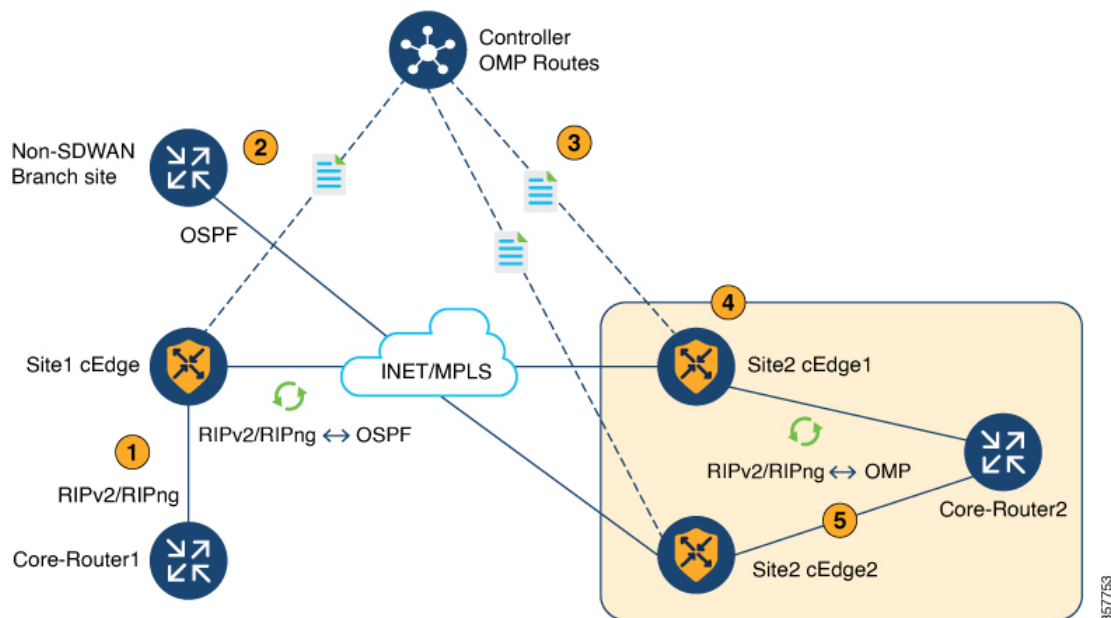 Controller
OMP Routes
2
3
Non-SDWAN
Branch site
OSPF
4
Site1 cEdge
INET/MPLS
Site2 cEdge1
RIPv2/RIPng ↔ OSPF
1
RIPv2/RIPng ↔ OMP
RIPv2/RIPng
5
Core-Router2
Core-Router1
Site2 cEdge2
357753